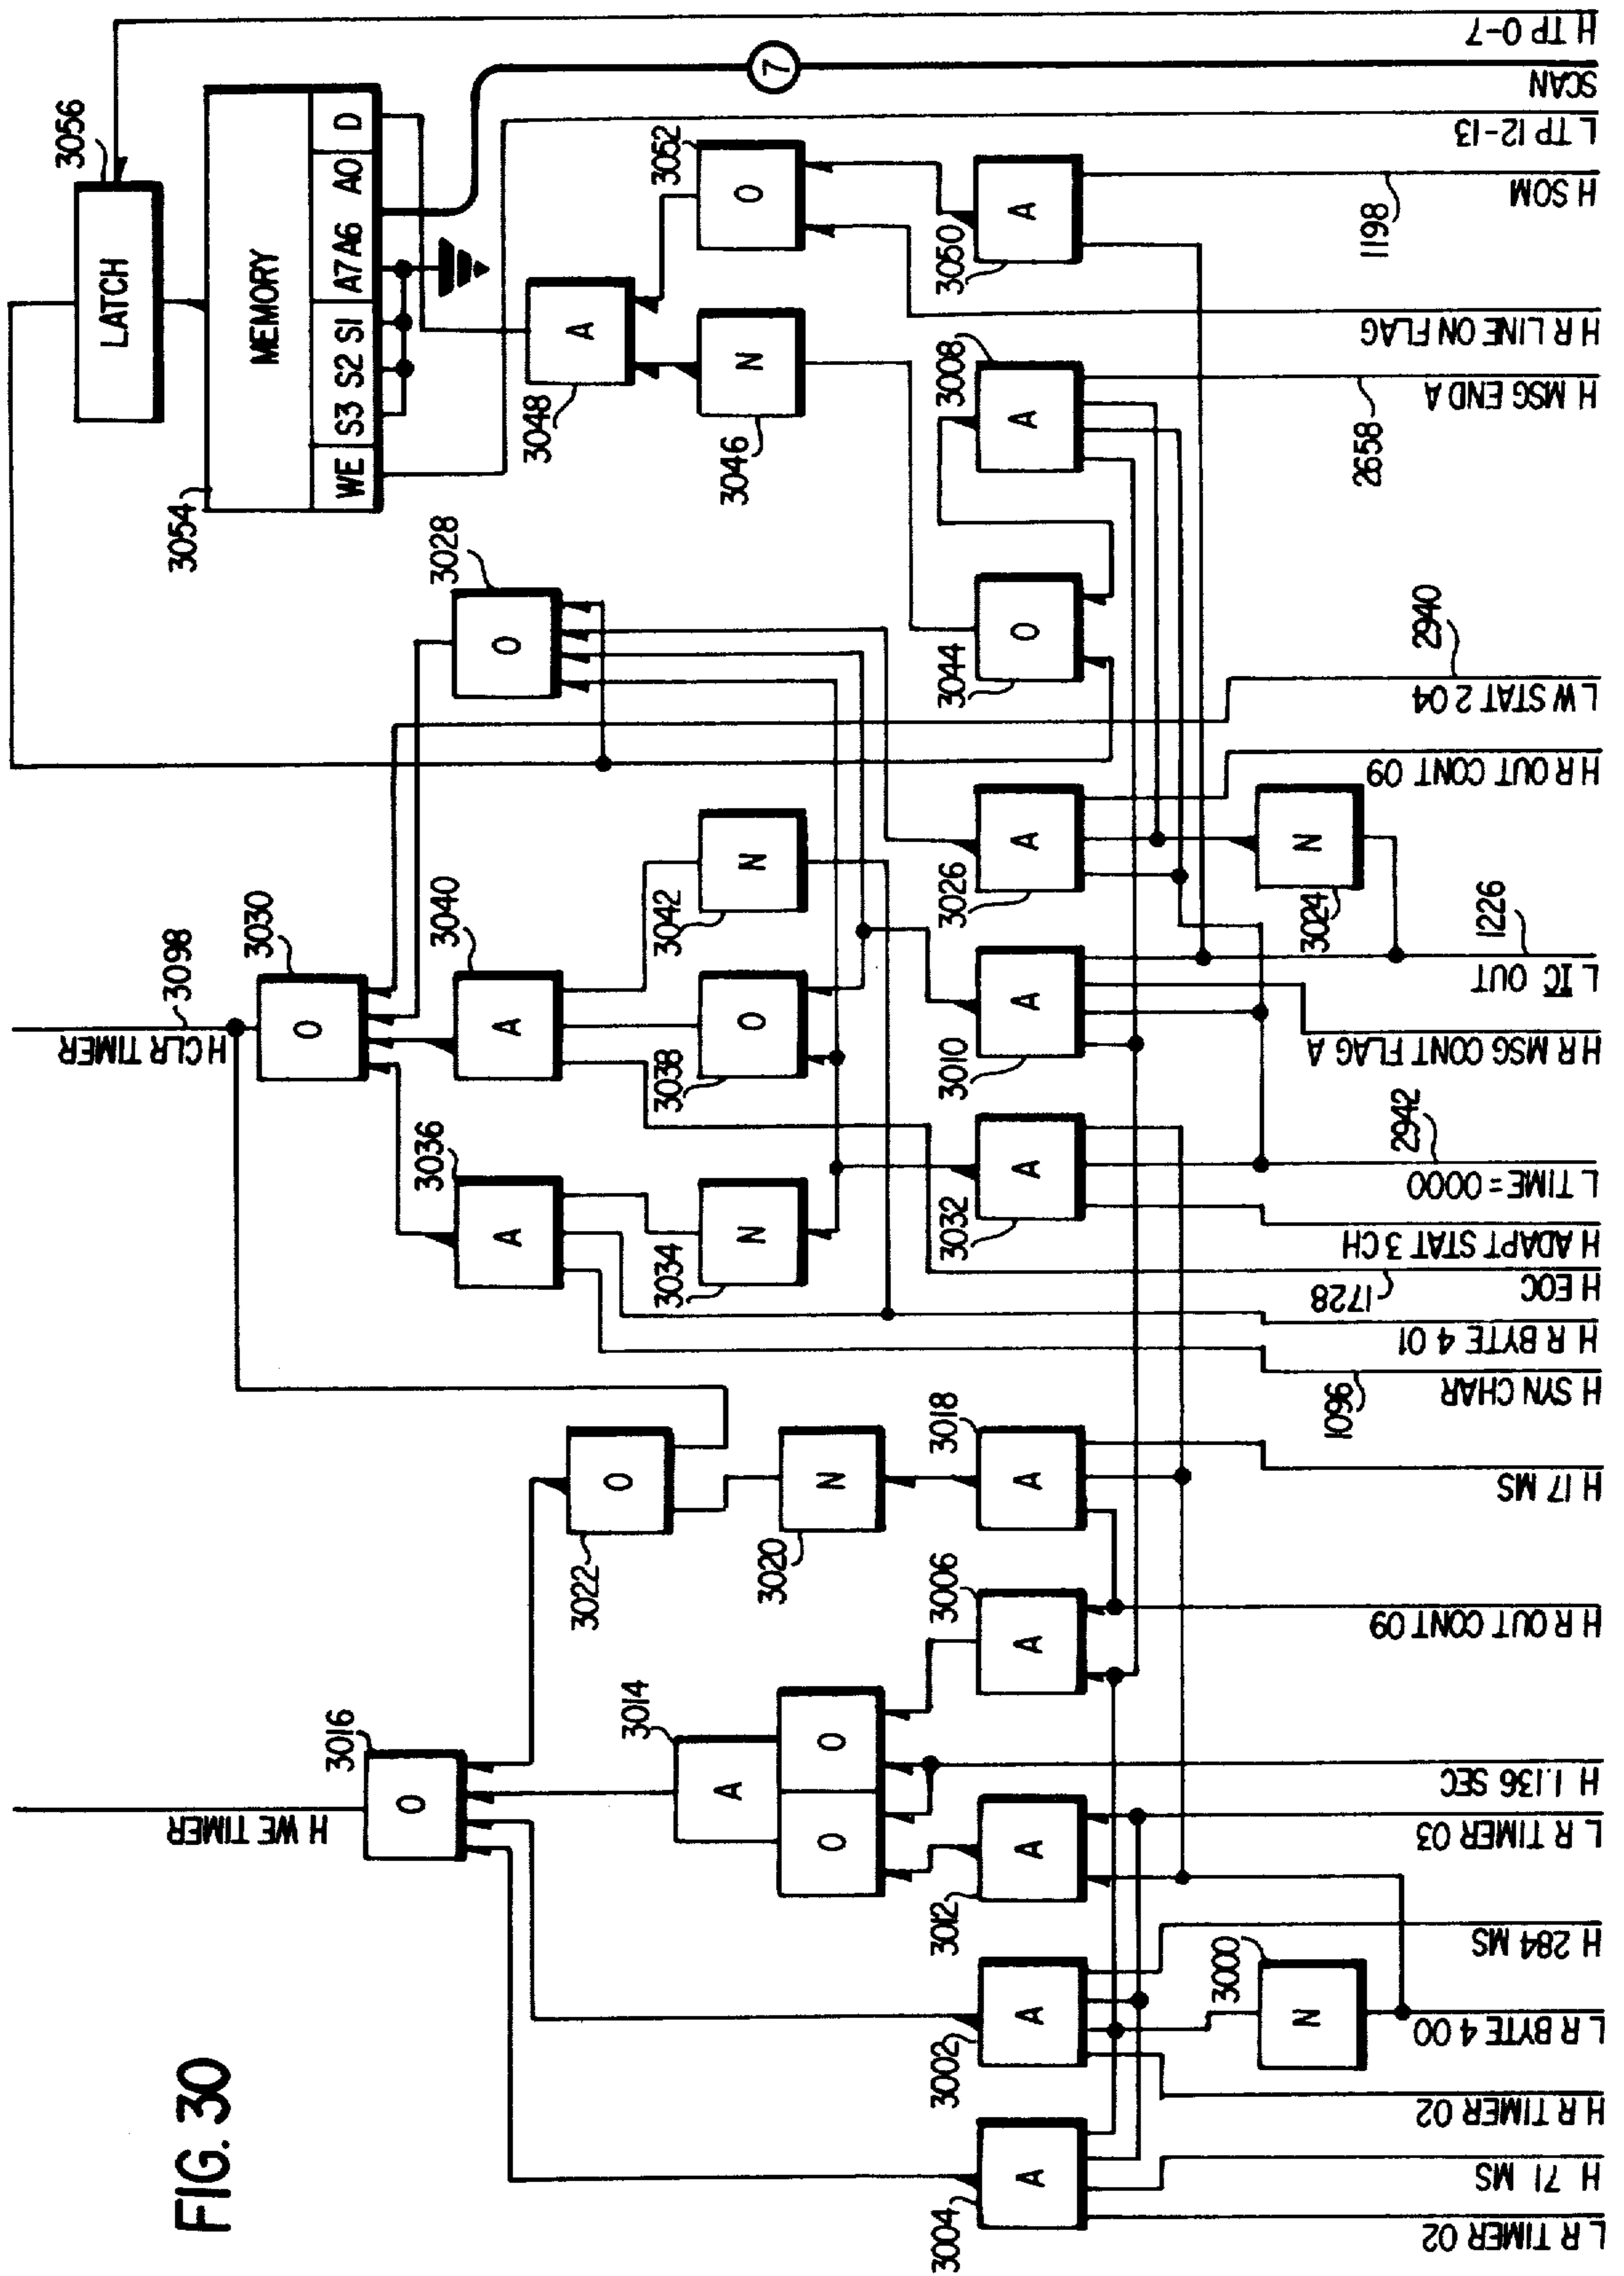 FIG. 30
H WE TIMER
3016
O
3014
A
O
O
3022
O
3020
N
3004
A
3002
A
3012
A
3006
A
3018
A
3000
N
H CLR TIMER
3098
3030
O
3036
A
3040
A
3034
N
3038
O
3042
N
3032
A
3010
A
3026
A
3024
N
3028
O
3044
O
3008
A
3050
A
3046
N
3052
O
3048
A
3054
MEMORY
WE
S3 S2 S1
A7 A6 A0
D
3056
LATCH
7
L R TIMER 02
H 71 MS
H R TIMER 02
L R BYTE 4 00
H 284 MS
L R TIMER 03
H 1.136 SEC
H R OUT CONT 09
H 17 MS
H SYN CHAR
1096
H R BYTE 4 01
H EOC
1728
H ADAPT STAT 3 CH
L TIME = 0000
2942
H R MSG CONT FLAG A
L IC OUT
1226
H R OUT CONT 09
L W STAT 2 04
2940
H MSG END A
2658
H R LINE ON FLAG
H SOM
1198
L TP 12-13
SCAN
H TP 0-7